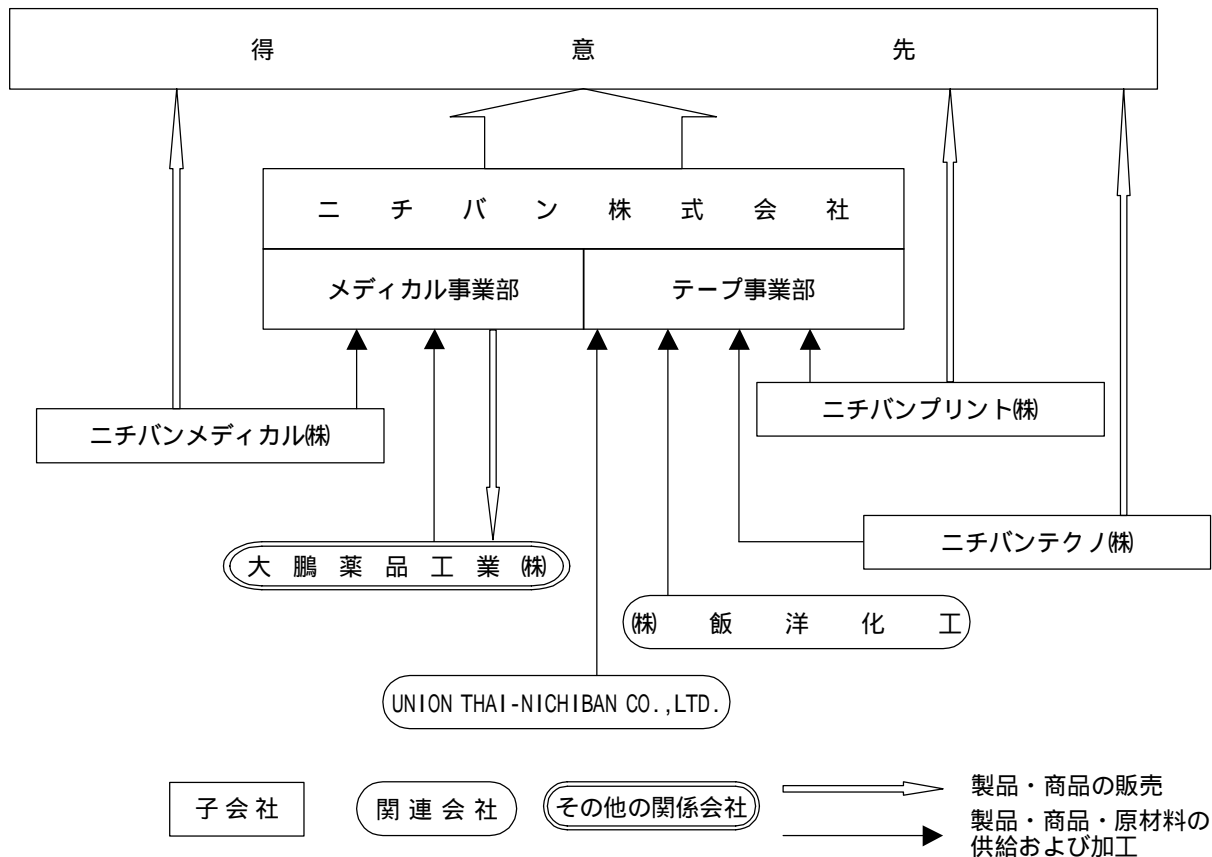 得意先
ニチバン株式会社
メディカル事業部
テープ事業部
ニチバンプリント㈱
ニチバンメディカル㈱
ニチバンテクノ㈱
大鵬薬品工業㈱
㈱飯洋化工
UNION THAI-NICHIBAN CO.,LTD.
子会社
関連会社
その他の関係会社
製品・商品の販売
製品・商品・原材料の
供給および加工